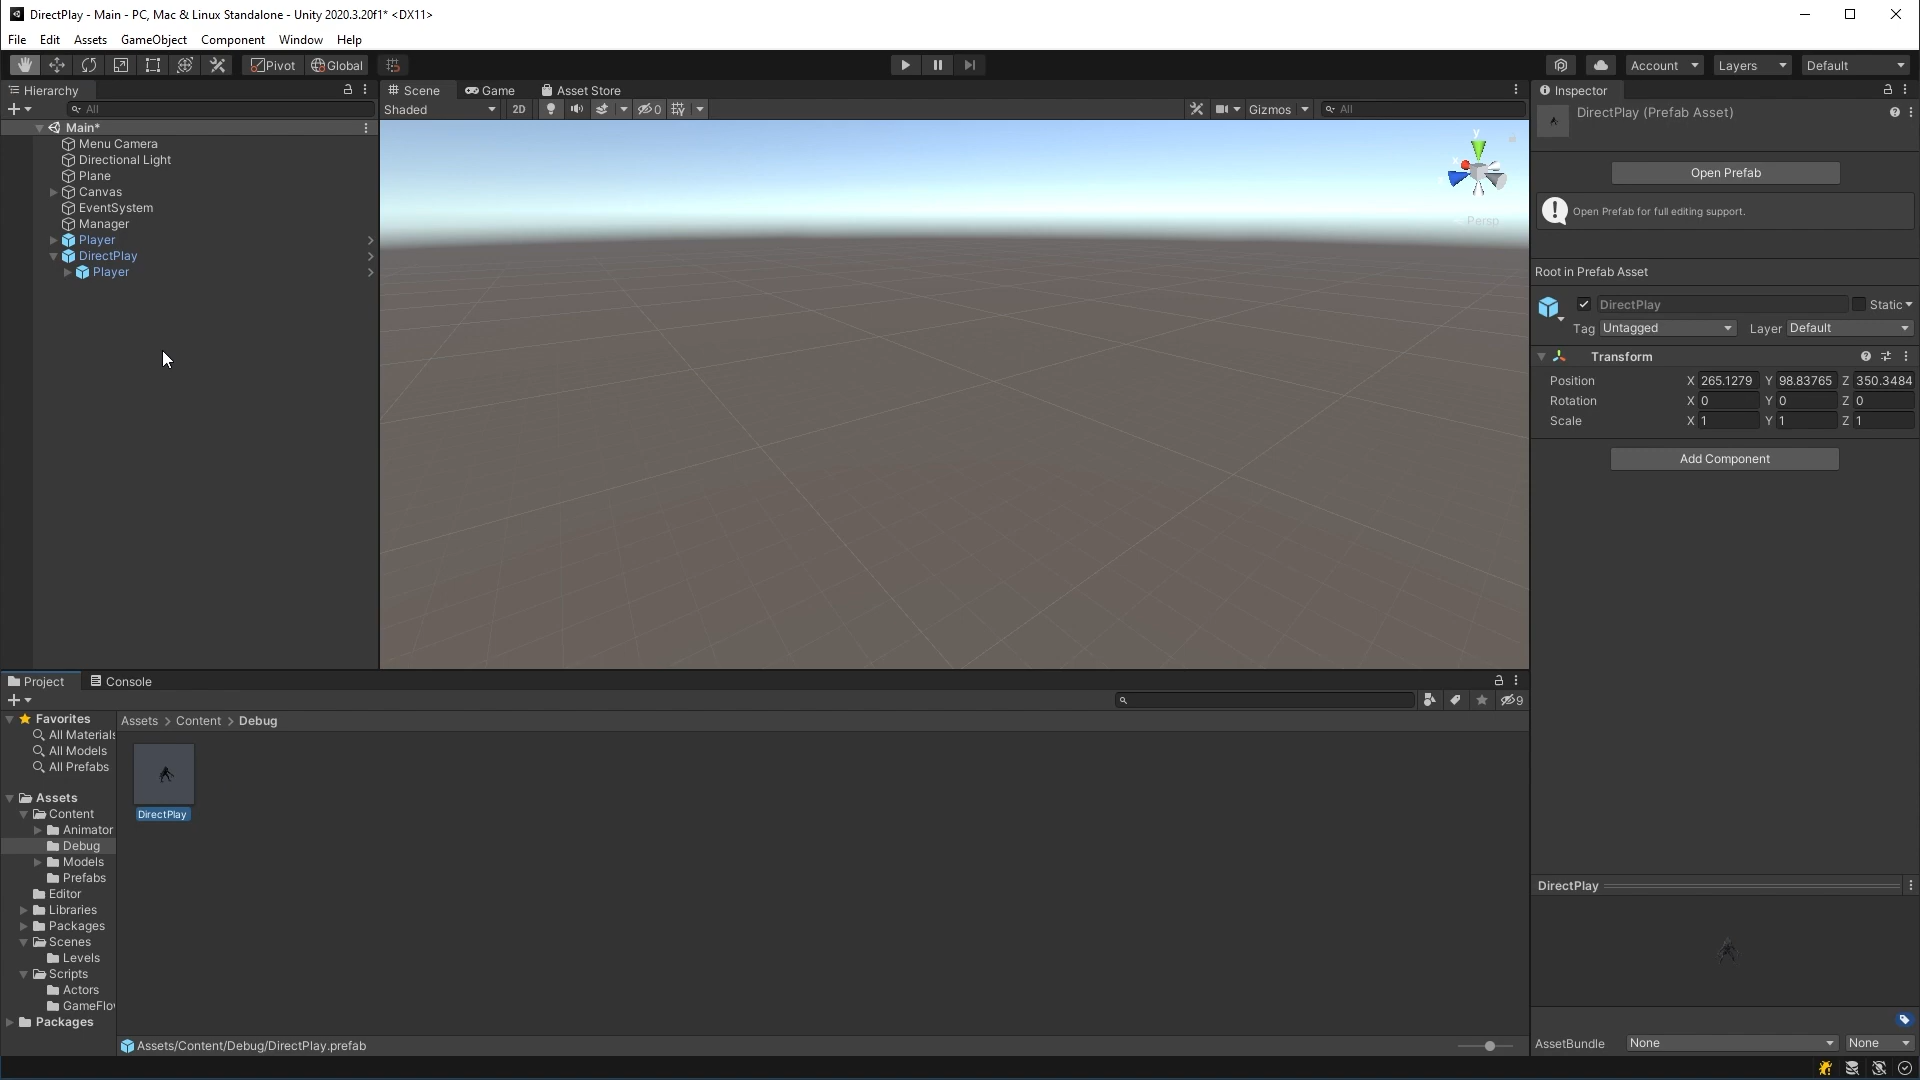 DirectPlay - Main - PC, Mac & Linux Standalone - Unity 2020.3.20f1* <DX11>
File Edit Assets GameObject Component Window Help
Pivot Global Account Layers Default
Hierarchy
All
Main*
Menu Camera
Directional Light
Plane
Canvas
EventSystem
Manager
Player
DirectPlay
Player
Scene Game Asset Store
Shaded 2D 0 Gizmos All
y
x
Persp
Inspector
DirectPlay (Prefab Asset)
Open Prefab
Open Prefab for full editing support.
Root in Prefab Asset
DirectPlay Static
Tag Untagged Layer Default
Transform
Position X 265.1279 Y 98.83765 Z 350.3484
Rotation X 0 Y 0 Z 0
Scale X 1 Y 1 Z 1
Add Component
Project Console
9
Favorites
All Materials
All Models
All Prefabs
Assets
Content
Animator
Debug
Models
Prefabs
Editor
Libraries
Packages
Scenes
Levels
Scripts
Actors
GameFlo
Packages
Assets > Content > Debug
DirectPlay
Assets/Content/Debug/DirectPlay.prefab
DirectPlay
AssetBundle None None